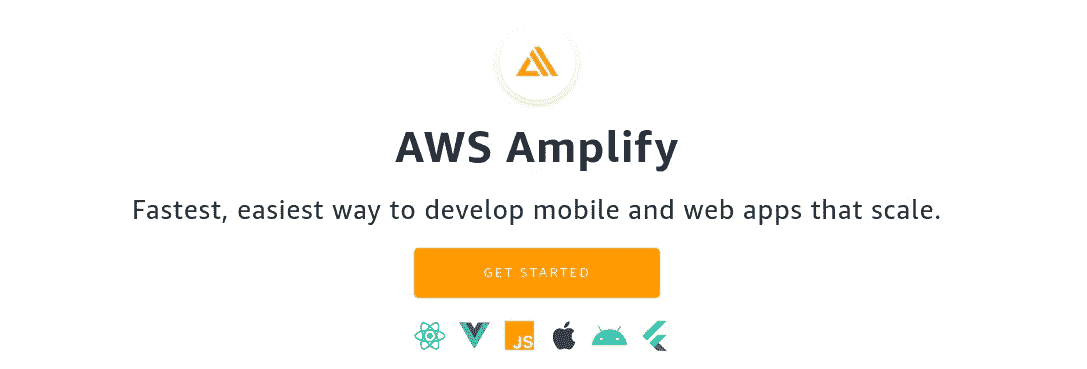 AWS Amplify
Fastest, easiest way to develop mobile and web apps that scale.
GET STARTED
JS